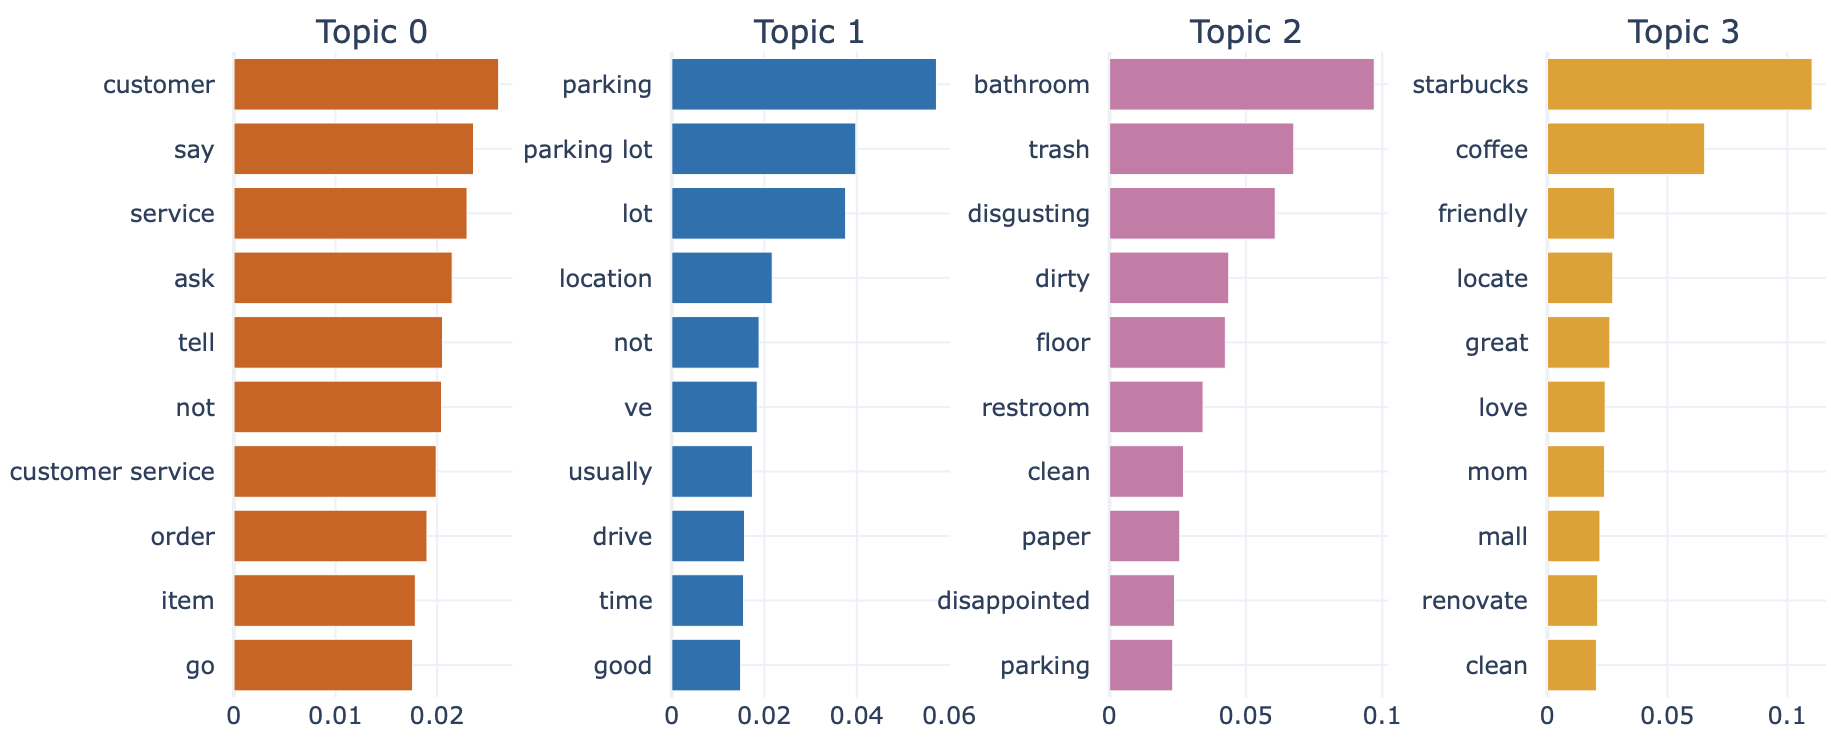 Topic 0
customer
say
service
ask
tell
not
customer service
order
item
go
0
0.01
0.02
Topic 1
parking
parking lot
lot
location
not
ve
usually
drive
time
good
0
0.02
0.04
0.06
Topic 2
bathroom
trash
disgusting
dirty
floor
restroom
clean
paper
disappointed
parking
0
0.05
0.1
Topic 3
starbucks
coffee
friendly
locate
great
love
mom
mall
renovate
clean
0
0.05
0.1